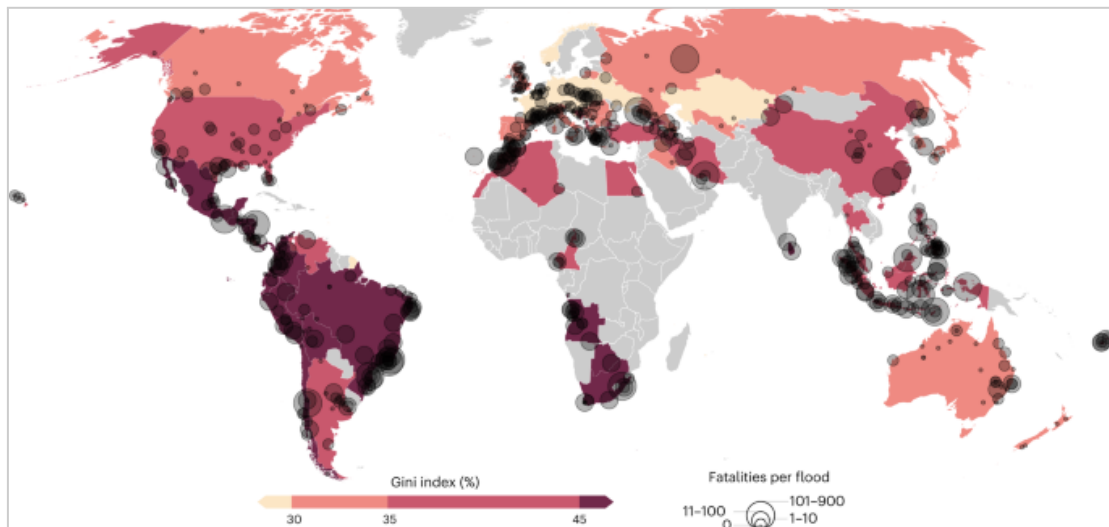 Gini index (%)
30 35 45
Fatalities per flood
101–900
11–100
1–10
0